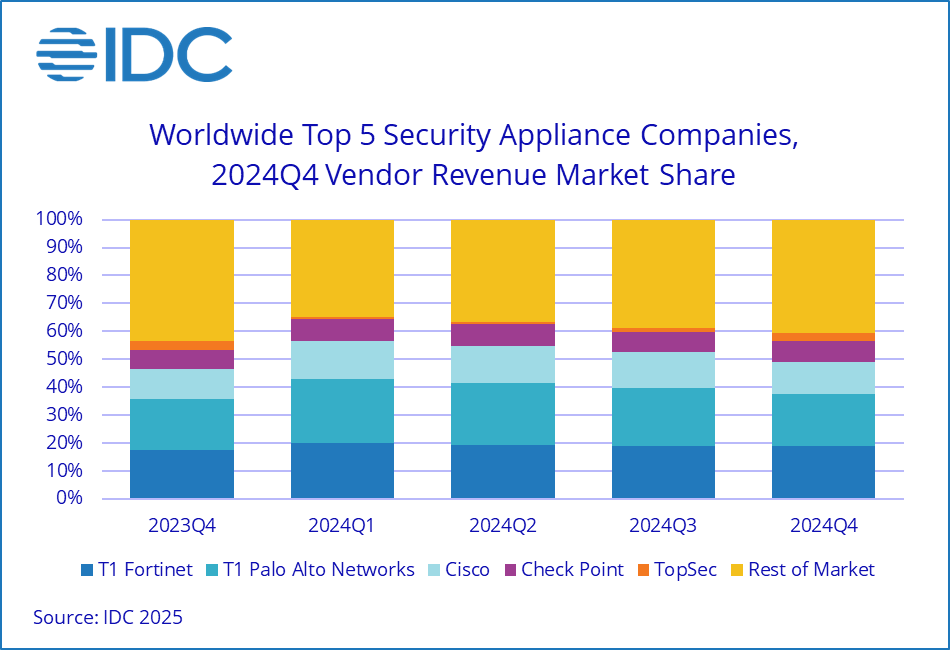 IDC
Worldwide Top 5 Security Appliance Companies,
2024Q4 Vendor Revenue Market Share
100%
90%
80%
70%
60%
50%
40%
30%
20%
10%
0%
2023Q4 2024Q1 2024Q2 2024Q3 2024Q4
T1 Fortinet T1 Palo Alto Networks Cisco Check Point TopSec Rest of Market
Source: IDC 2025